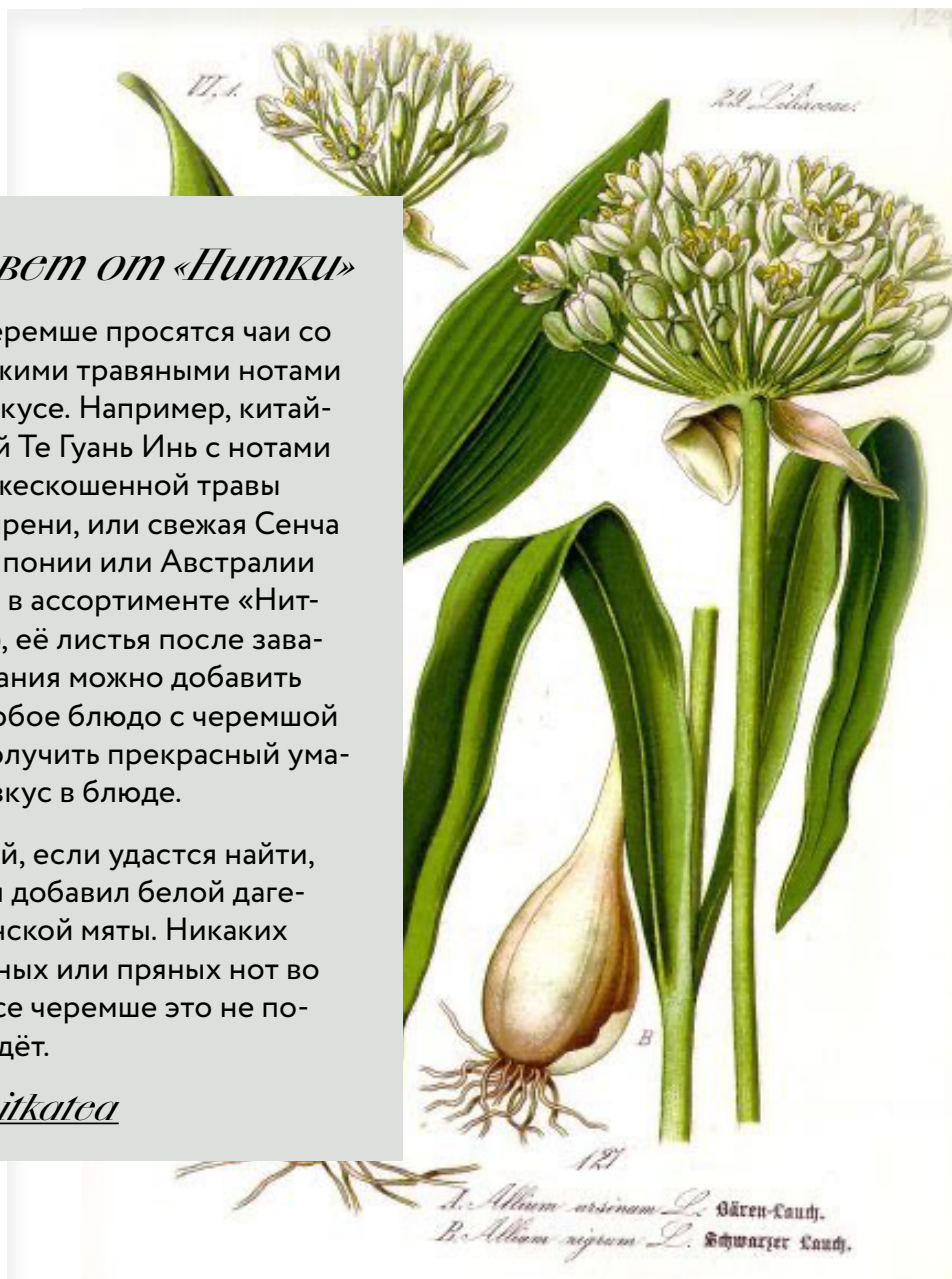 VI, 1.
29 Liliaceae.
вет от «Нитки»
еремше просятся чаи со
кими травяными нотами
кусе. Например, китай-
й Те Гуань Инь с нотами
жескошенной травы
ирени, или свежая Сенча
понии или Австралии
в ассортименте «Нит-
, её листья после зава-
ания можно добавить
юбое блюдо с черемшой
олучить прекрасный ума-
вкус в блюде.
й, если удастся найти,
добавил белой даге-
нской мяты. Никаких
ных или пряных нот во
се черемше это не по-
дёт.
itkatea
B
127
A. Allium ursinum L. Bären-Lauch.
B. Allium nigrum L. Schwarzer Lauch.